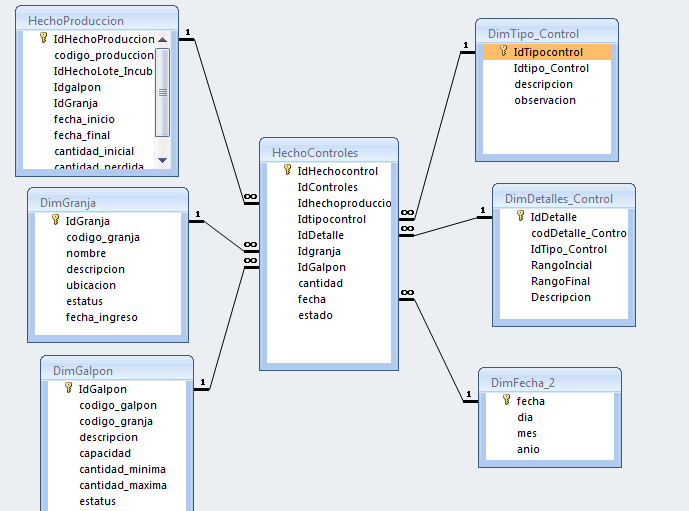 HechoProduccion
IdHechoProduccion
codigo_produccion
IdHechoLote_Incub
Idgalpon
IdGranja
fecha_inicio
fecha_final
cantidad_inicial
cantidad_perdida
DimGranja
IdGranja
codigo_granja
nombre
descripcion
ubicacion
estatus
fecha_ingreso
DimGalpon
IdGalpon
codigo_galpon
codigo_granja
descripcion
capacidad
cantidad_minima
cantidad_maxima
estatus
1
1
1
∞
∞
∞
HechoControles
IdHechocontrol
IdControles
Idhechoproduccio
Idtipocontrol
IdDetalle
Idgranja
IdGalpon
cantidad
fecha
estado
∞
∞
∞
1
1
1
DimTipo_Control
IdTipocontrol
Idtipo_Control
descripcion
observacion
DimDetalles_Control
IdDetalle
codDetalle_Contro
IdTipo_Control
RangoIncial
RangoFinal
Descripcion
DimFecha_2
fecha
dia
mes
anio